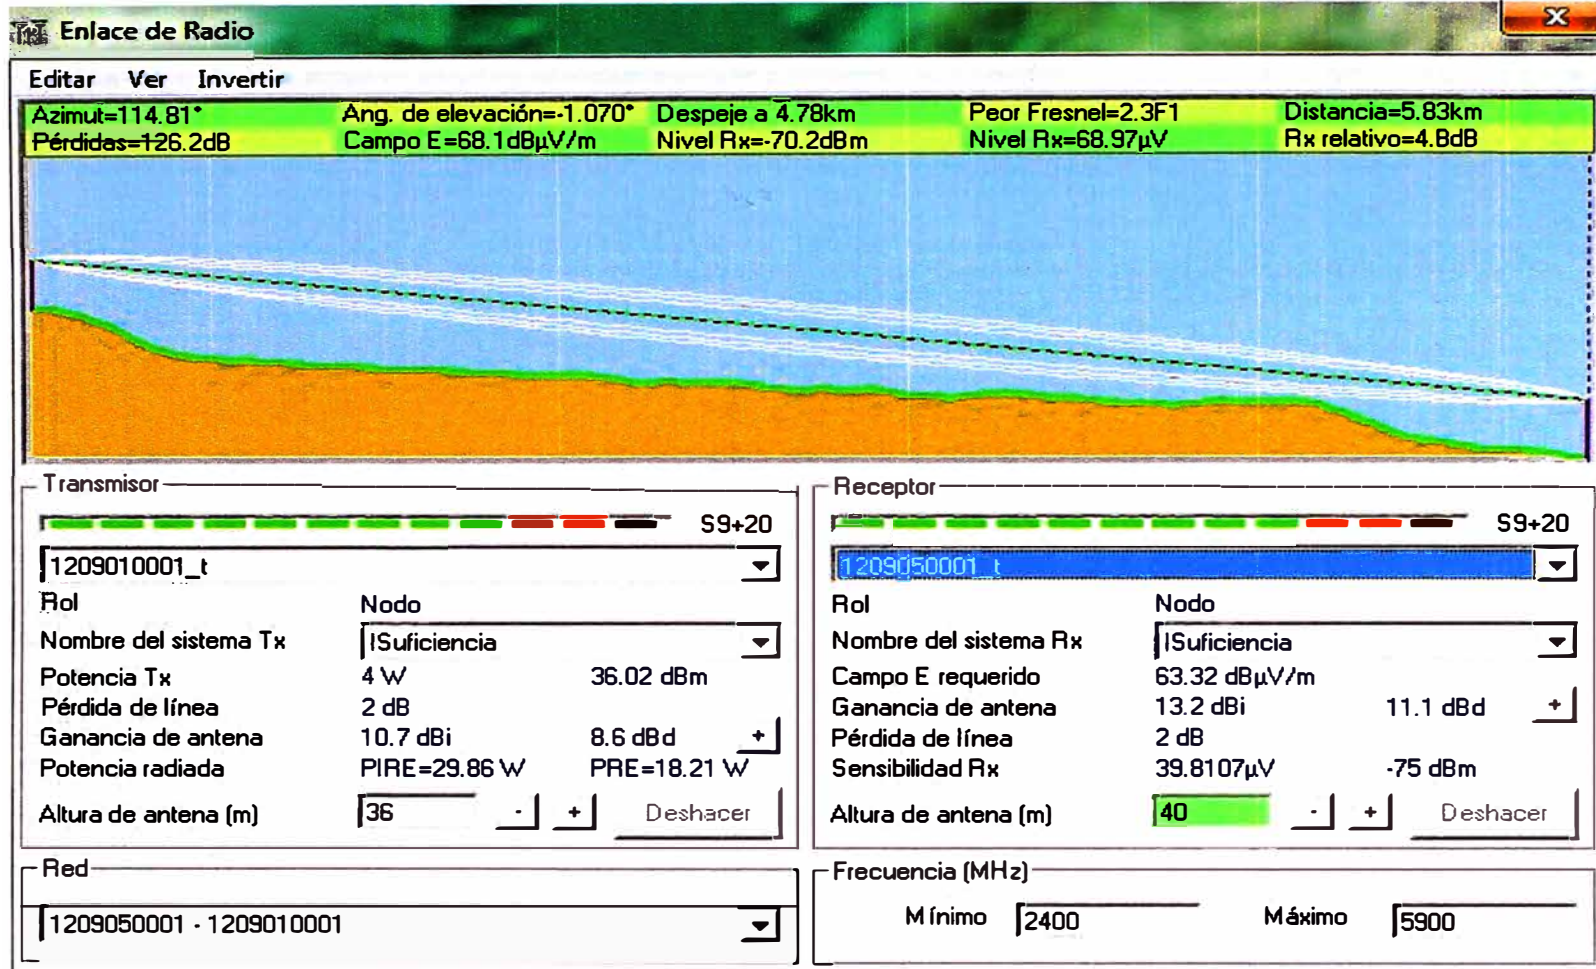 Enlace de Radio
Editar Ver Invertir
Azimut=114.81° Ang. de elevación=-1.070° Despeje a 4.78km Peor Fresnel=2.3F1 Distancia=5.83km
Pérdidas=126.2dB Campo E=68.1dBµV/m Nivel Rx=-70.2dBm Nivel Rx=68.97µV Rx relativo=4.8dB
Transmisor
S9+20
1209010001_t
Rol Nodo
Nombre del sistema Tx ISuficiencia
Potencia Tx 4 W 36.02 dBm
Pérdida de línea 2 dB
Ganancia de antena 10.7 dBi 8.6 dBd +
Potencia radiada PIRE=29.86 W PRE=18.21 W
Altura de antena (m) 36 - + Deshacer
Receptor
S9+20
1209050001_t
Rol Nodo
Nombre del sistema Rx ISuficiencia
Campo E requerido 63.32 dBµV/m
Ganancia de antena 13.2 dBi 11.1 dBd +
Pérdida de línea 2 dB
Sensibilidad Rx 39.8107µV -75 dBm
Altura de antena (m) 40 - + Deshacer
Red
1209050001 - 1209010001
Frecuencia (MHz)
Mínimo 2400 Máximo 5900